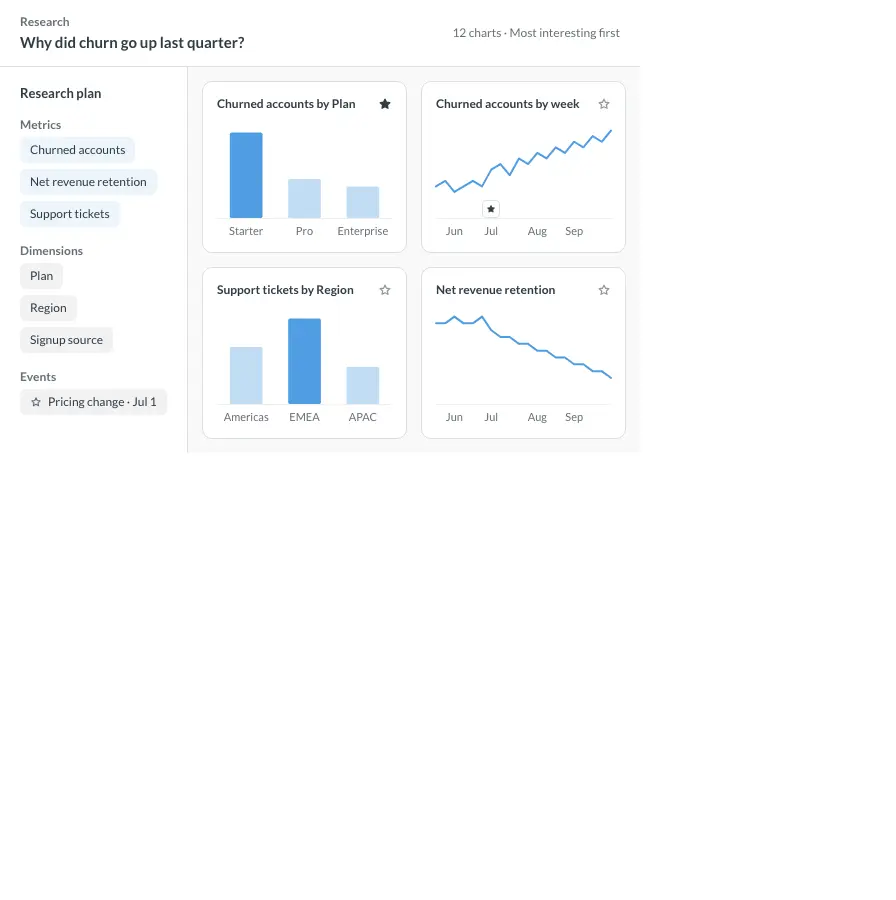 Research
Why did churn go up last quarter?
12 charts · Most interesting first
Research plan
Metrics
Churned accounts
Net revenue retention
Support tickets
Dimensions
Plan
Region
Signup source
Events
Pricing change · Jul 1
Churned accounts by Plan
Starter Pro Enterprise
Churned accounts by week
Jun Jul Aug Sep
Support tickets by Region
Americas EMEA APAC
Net revenue retention
Jun Jul Aug Sep